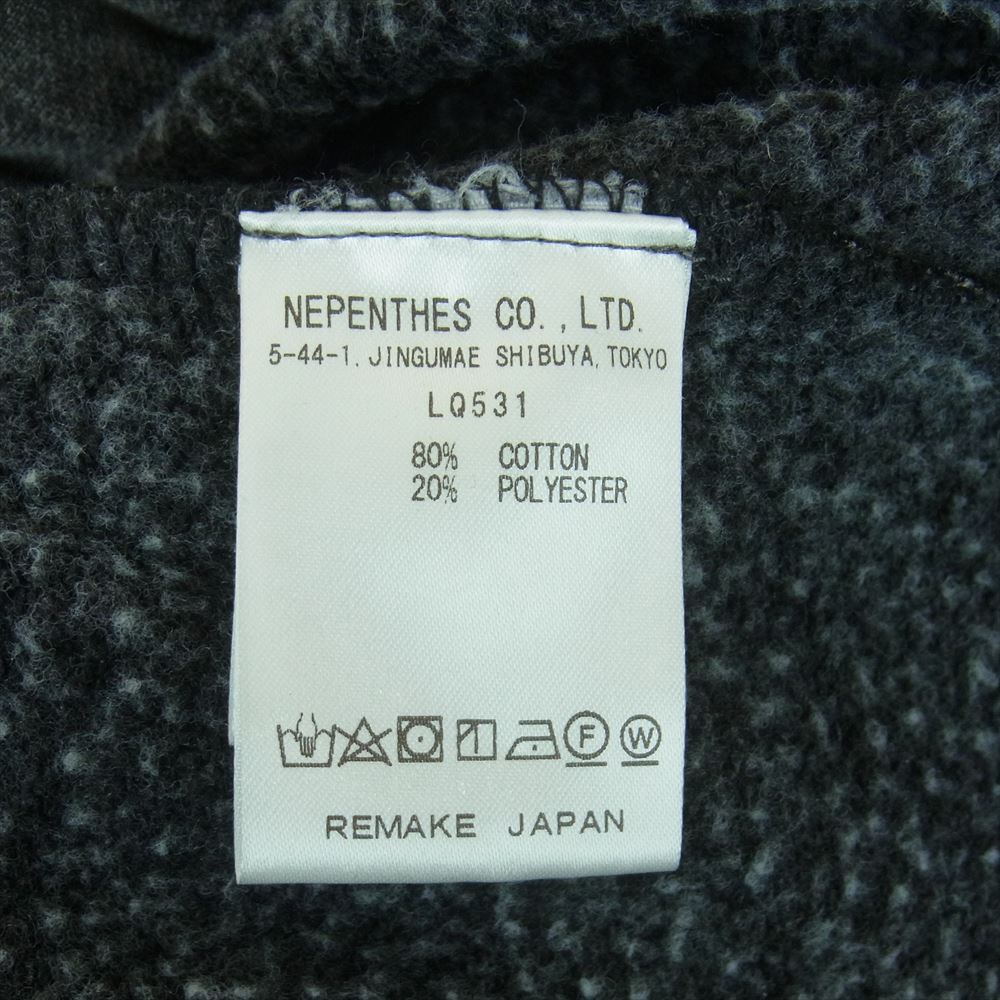 NEPENTHES CO., LTD.
5-44-1, JINGUMAE SHIBUYA, TOKYO
LQ531
80% COTTON
20% POLYESTER
F W
REMAKE JAPAN